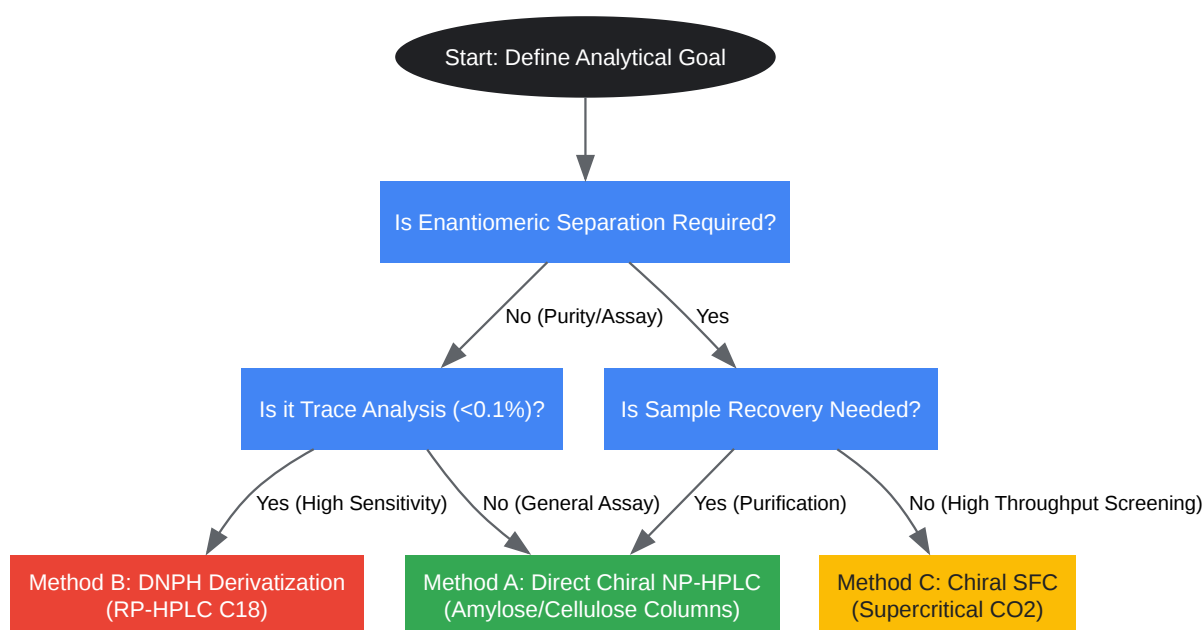 Start: Define Analytical Goal
Is Enantiomeric Separation Required?
No (Purity/Assay)
Yes
Is it Trace Analysis (<0.1%)?
Is Sample Recovery Needed?
Yes (High Sensitivity)
No (General Assay)
Yes (Purification)
No (High Throughput Screening)
Method B: DNPH Derivatization
(RP-HPLC C18)
Method A: Direct Chiral NP-HPLC
(Amylose/Cellulose Columns)
Method C: Chiral SFC
(Supercritical CO2)